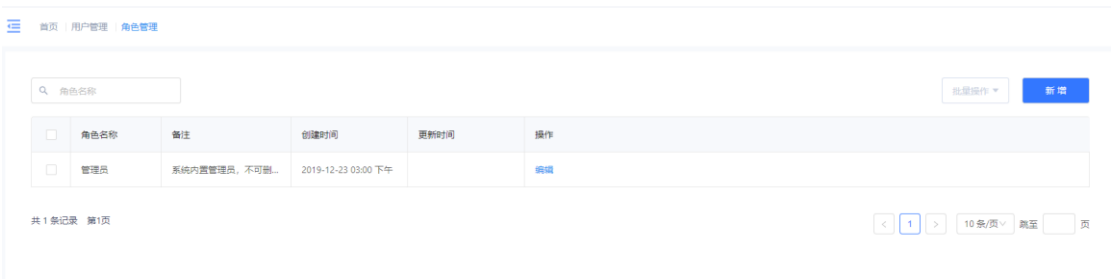 首页 用户管理 角色管理
角色名称 批量操作 新增
角色名称 备注 创建时间 更新时间 操作
管理员 系统内置管理员，不可删... 2019-12-23 03:00 下午 编辑
共 1 条记录 第1页 < 1 > 10 条/页 跳至 页